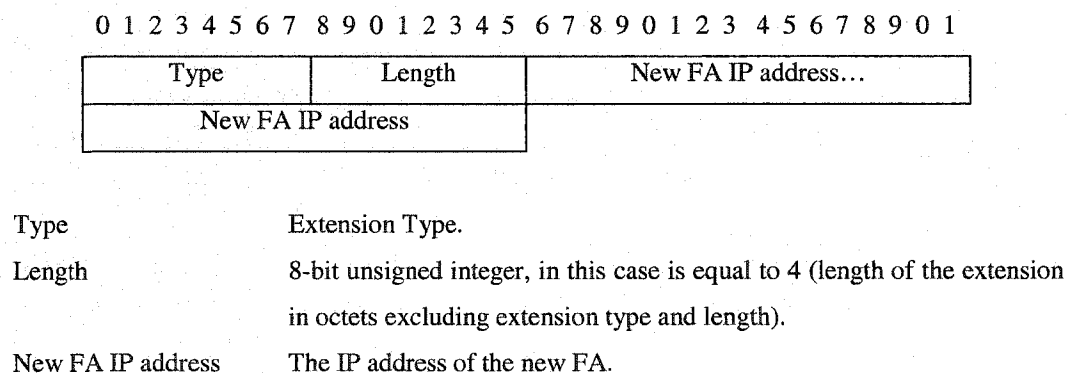 0 1 2 3 4 5 6 7 8 9 0 1 2 3 4 5 6 7 8 9 0 1 2 3 4 5 6 7 8 9 0 1
Type Length New FA IP address...
New FA IP address
Type Extension Type.
Length 8-bit unsigned integer, in this case is equal to 4 (length of the extension
in octets excluding extension type and length).
New FA IP address The IP address of the new FA.